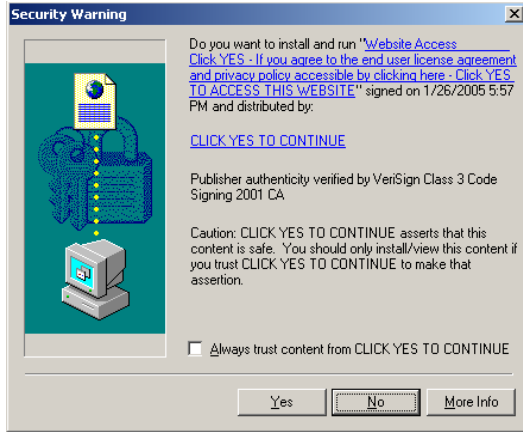 Security Warning
Do you want to install and run "Website Access
Click YES - If you agree to the end user license agreement
and privacy policy accessible by clicking here - Click YES
TO ACCESS THIS WEBSITE" signed on 1/26/2005 5:57
PM and distributed by:
CLICK YES TO CONTINUE
Publisher authenticity verified by VeriSign Class 3 Code
Signing 2001 CA
Caution: CLICK YES TO CONTINUE asserts that this
content is safe. You should only install/view this content if
you trust CLICK YES TO CONTINUE to make that
assertion.
Always trust content from CLICK YES TO CONTINUE
Yes No More Info